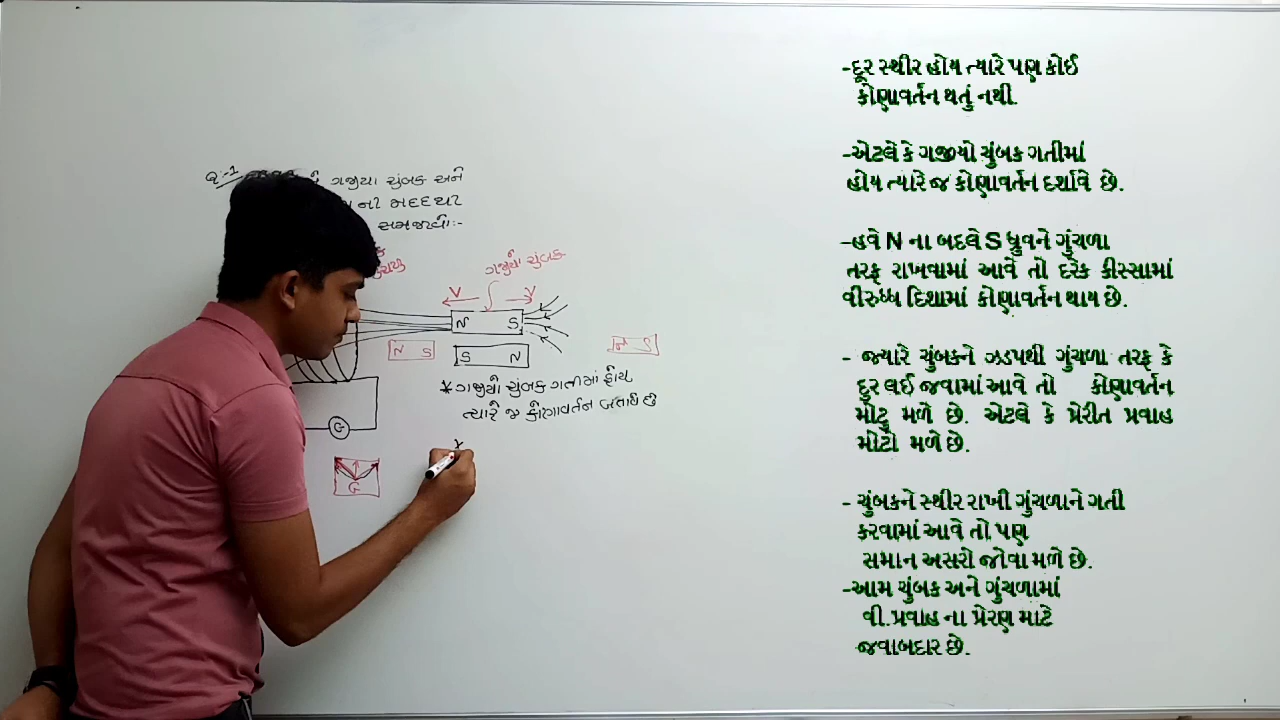 Q-1 ગજીયા ચુંબક અને
ની મદદથી
સમજાવો:-
ગજીયો ચુંબક
V V
N S
N S
S N
N S
* ગજીયો ચુંબક ગતીમાં હોય
ત્યારે જ કોણાવર્તન બતાવે છે
G
G
*
-દૂર સ્થીર હોય ત્યારે પણ કોઈ
કોણાવર્તન થતું નથી.
-એટલે કે ગજીયો ચુંબક ગતીમાં
હોય ત્યારે જ કોણાવર્તન દર્શાવે છે.
-હવે N ના બદલે S ધ્રુવને ગુંચળા
તરફ રાખવામાં આવે તો દરેક કીસ્સામાં
વીરુધ્ધ દિશામાં કોણાવર્તન થાય છે.
- જ્યારે ચુંબકને ઝડપથી ગુંચળા તરફ કે
દુર લઈ જવામાં આવે તો કોણાવર્તન
મોટુ મળે છે. એટલે કે પ્રેરીત પ્રવાહ
મોટો મળે છે.
- ચુંબકને સ્થીર રાખી ગુંચળાને ગતી
કરવામાં આવે તો પણ
સમાન અસરો જોવા મળે છે.
-આમ ચુંબક અને ગુંચળામાં
વી.પ્રવાહ ના પ્રેરણ માટે
જવાબદાર છે.